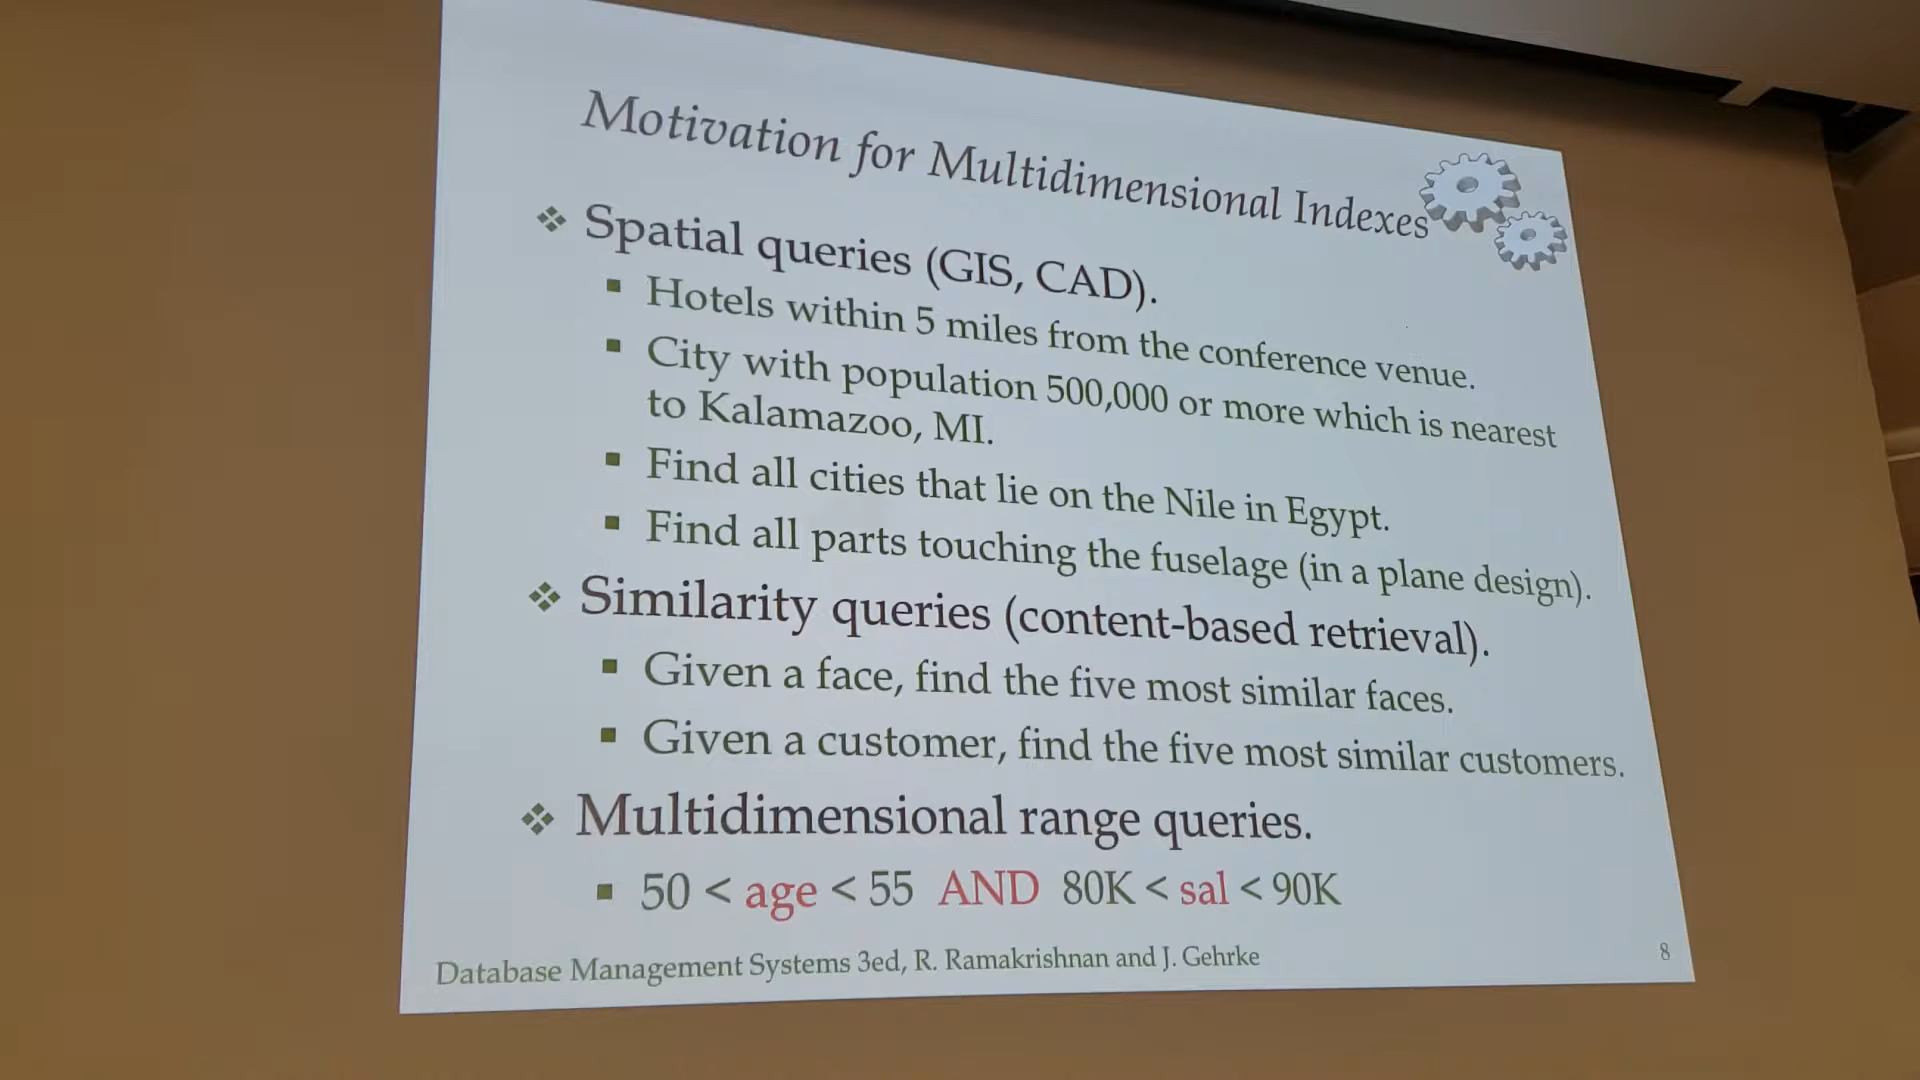 Motivation for Multidimensional Indexes
Spatial queries (GIS, CAD).
Hotels within 5 miles from the conference venue.
City with population 500,000 or more which is nearest
to Kalamazoo, MI.
Find all cities that lie on the Nile in Egypt.
Find all parts touching the fuselage (in a plane design).
Similarity queries (content-based retrieval).
Given a face, find the five most similar faces.
Given a customer, find the five most similar customers.
Multidimensional range queries.
50 < age < 55 AND 80K < sal < 90K
Database Management Systems 3ed, R. Ramakrishnan and J. Gehrke
8